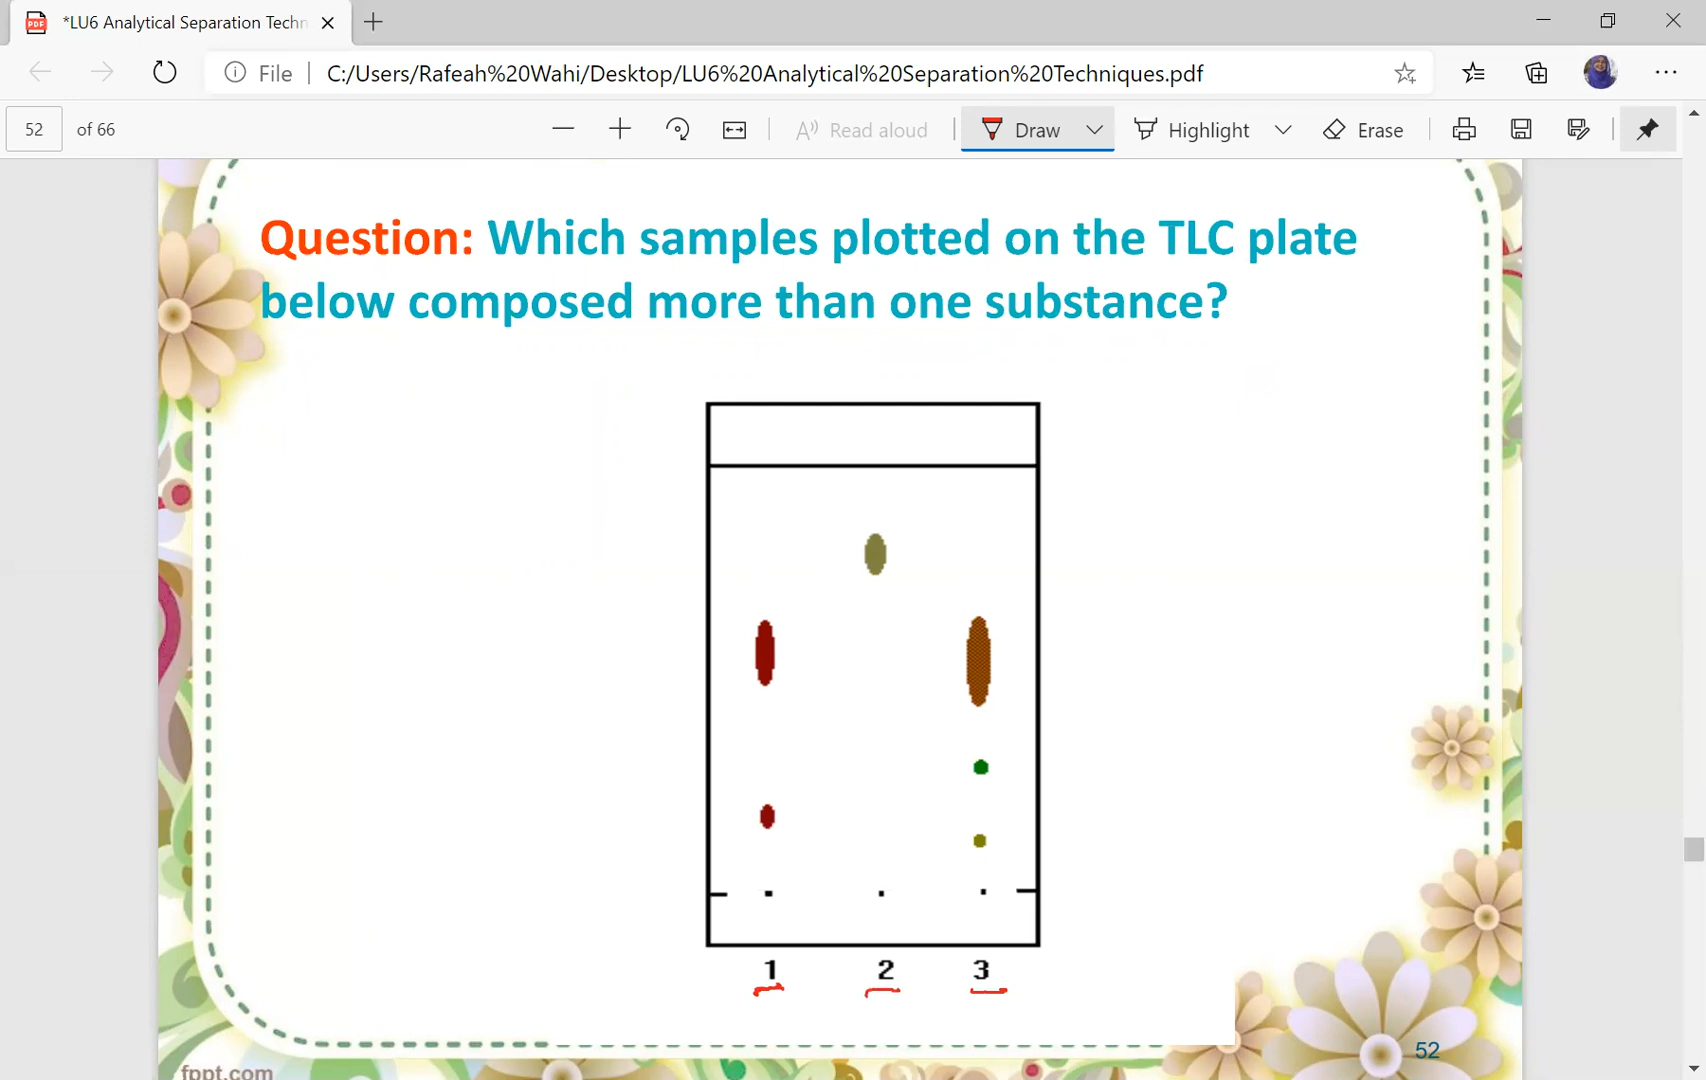 *LU6 Analytical Separation Techn
File
C:/Users/Rafeah%20Wahi/Desktop/LU6%20Analytical%20Separation%20Techniques.pdf
52 of 66
Read aloud
Draw
Highlight
Erase
Question: Which samples plotted on the TLC plate
below composed more than one substance?
1 2 3
52
fppt.com